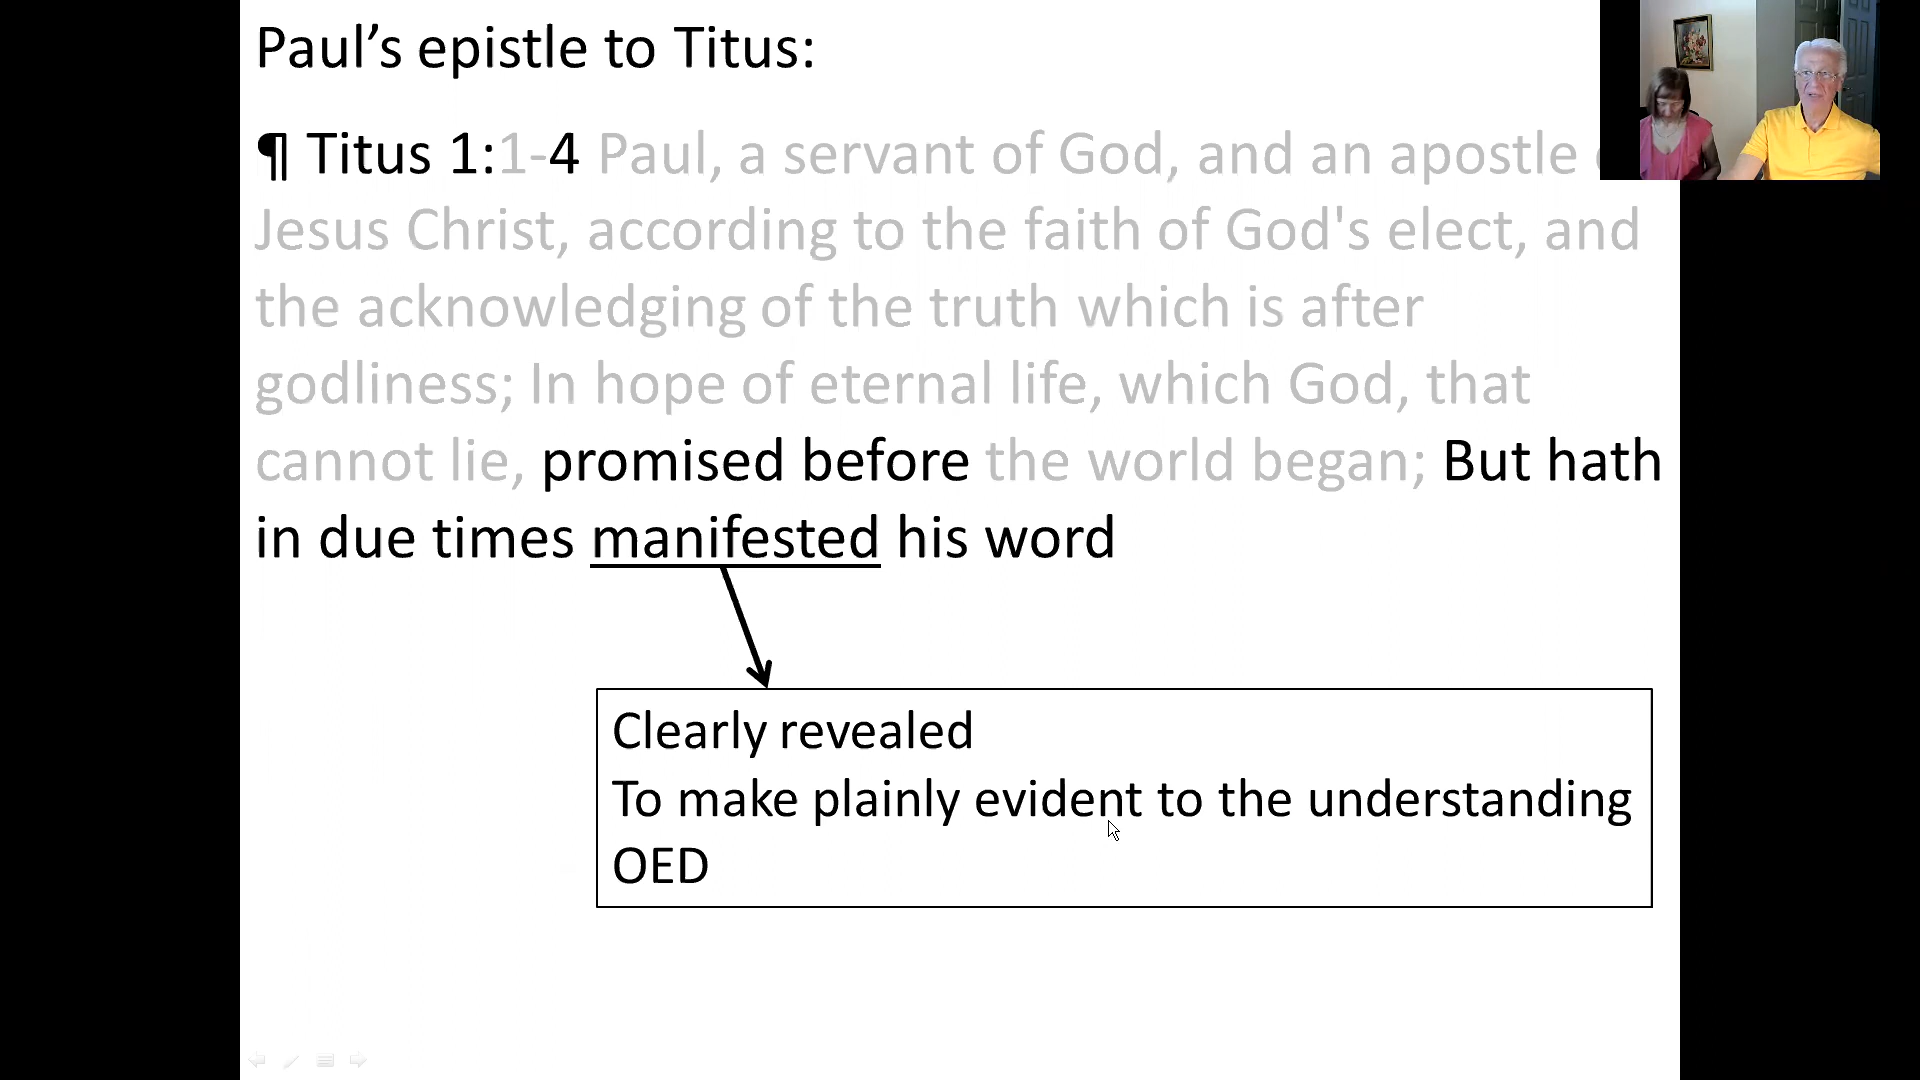 Paul’s epistle to Titus:
¶ Titus 1:1-4 Paul, a servant of God, and an apostle
Jesus Christ, according to the faith of God's elect, and
the acknowledging of the truth which is after
godliness; In hope of eternal life, which God, that
cannot lie, promised before the world began; But hath
in due times manifested his word
Clearly revealed
To make plainly evident to the understanding
OED